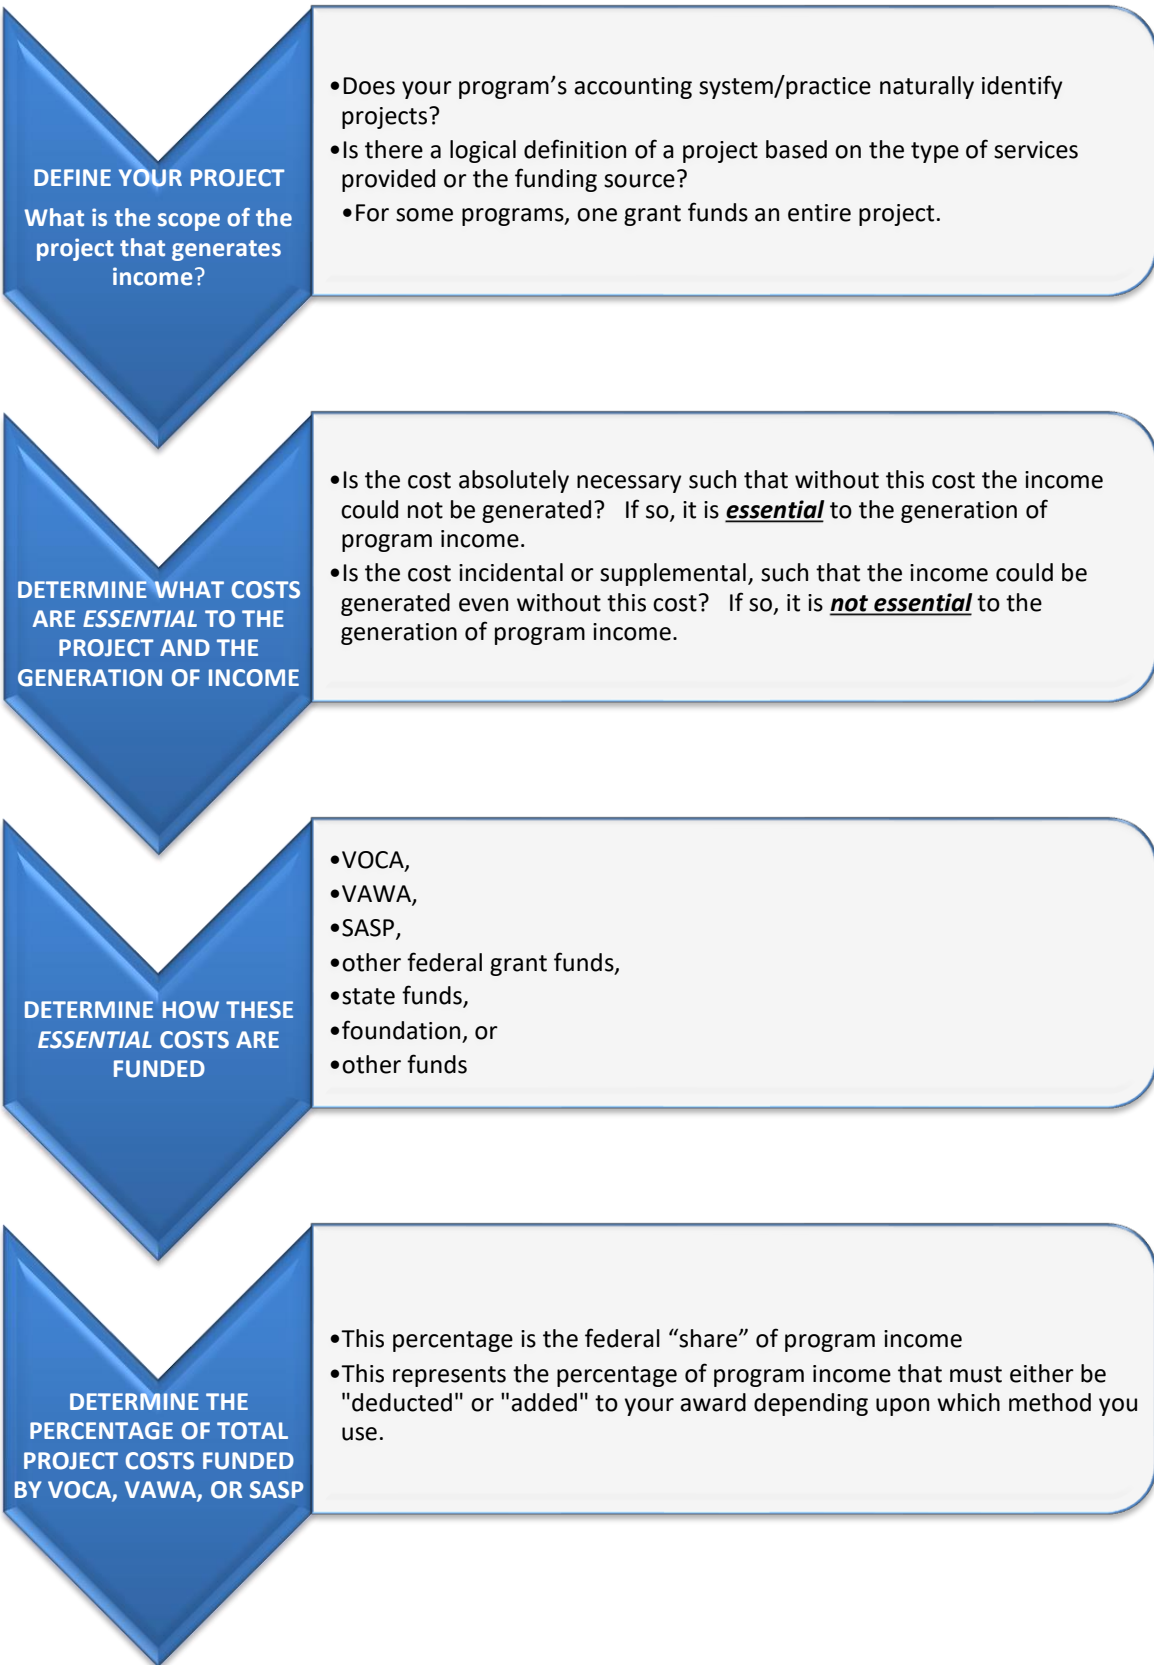 DEFINE YOUR PROJECT
What is the scope of the
project that generates
income?
•Does your program’s accounting system/practice naturally identify
projects?
•Is there a logical definition of a project based on the type of services
provided or the funding source?
•For some programs, one grant funds an entire project.
DETERMINE WHAT COSTS
ARE ESSENTIAL TO THE
PROJECT AND THE
GENERATION OF INCOME
•Is the cost absolutely necessary such that without this cost the income
could not be generated?   If so, it is essential to the generation of
program income.
•Is the cost incidental or supplemental, such that the income could be
generated even without this cost?   If so, it is not essential to the
generation of program income.
DETERMINE HOW THESE
ESSENTIAL COSTS ARE
FUNDED
•VOCA,
•VAWA,
•SASP,
•other federal grant funds,
•state funds,
•foundation, or
•other funds
DETERMINE THE
PERCENTAGE OF TOTAL
PROJECT COSTS FUNDED
BY VOCA, VAWA, OR SASP
•This percentage is the federal “share” of program income
•This represents the percentage of program income that must either be
"deducted" or "added" to your award depending upon which method you
use.